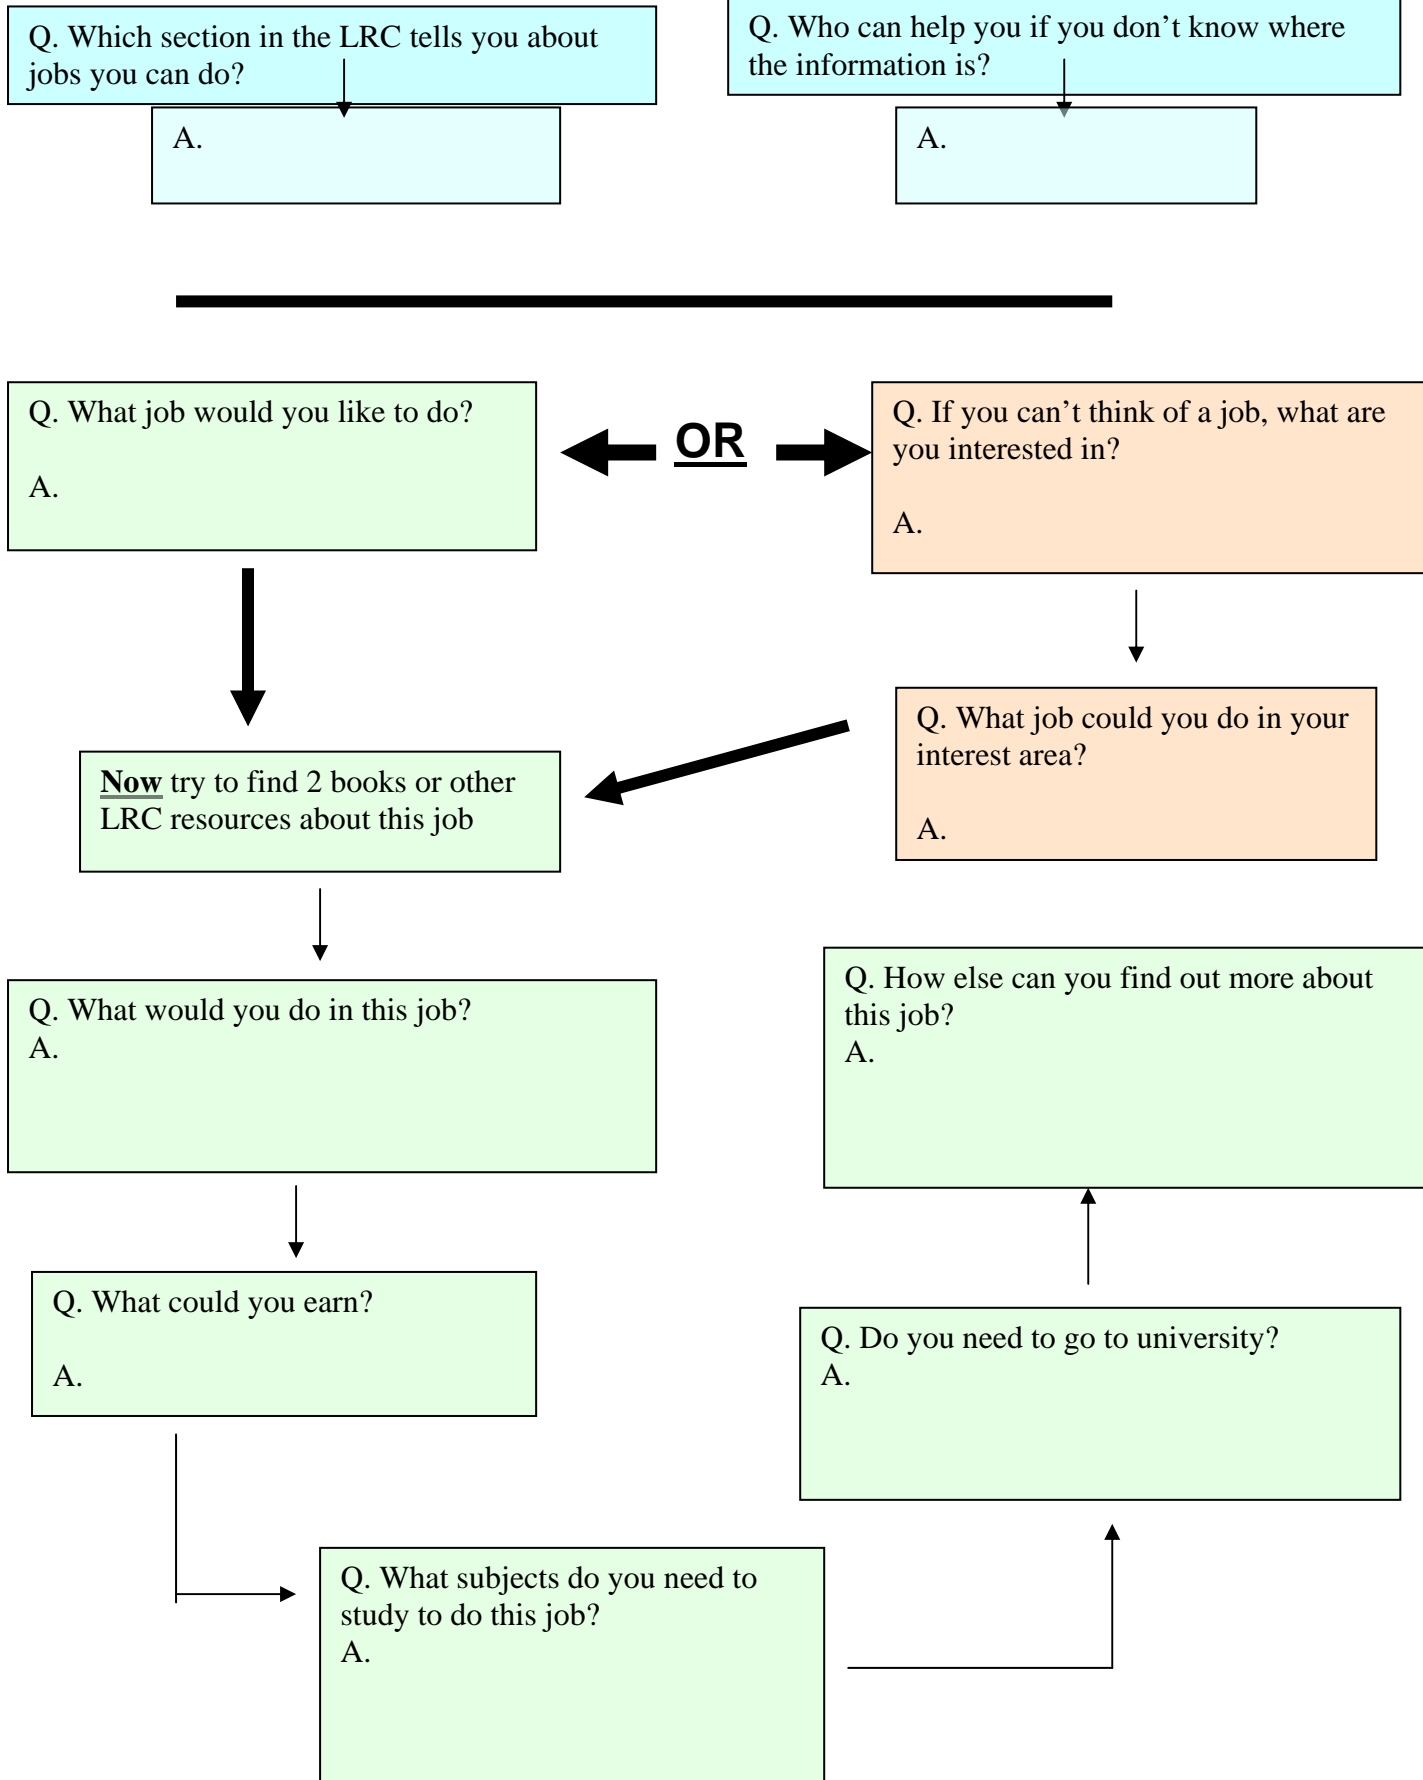 Q. Which section in the LRC tells you about
jobs you can do?
A.
Q. Who can help you if you don’t know where
the information is?
A.
Q. What job would you like to do?
A.
OR
Q. If you can’t think of a job, what are
you interested in?
A.
Q. What job could you do in your
interest area?
A.
Now try to find 2 books or other
LRC resources about this job
Q. What would you do in this job?
A.
Q. What could you earn?
A.
Q. What subjects do you need to
study to do this job?
A.
Q. Do you need to go to university?
A.
Q. How else can you find out more about
this job?
A.